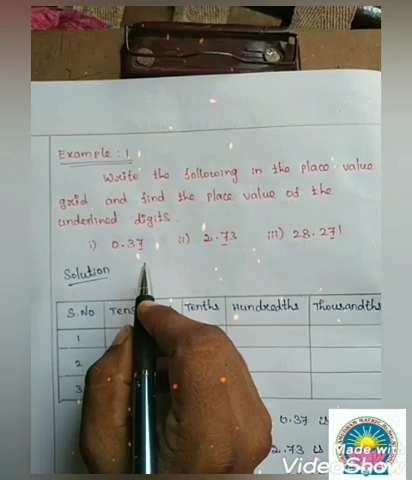 Example : 1
Write the following in the place value
grid and find the place value of the
underlined digits.
i) 0.37 ii) 2.73 iii) 28.271
Solution
S.No Tens Tenths Hundredths Thousandths
1
2
3
0.37 is
2.73 is
Made with
VideoShow